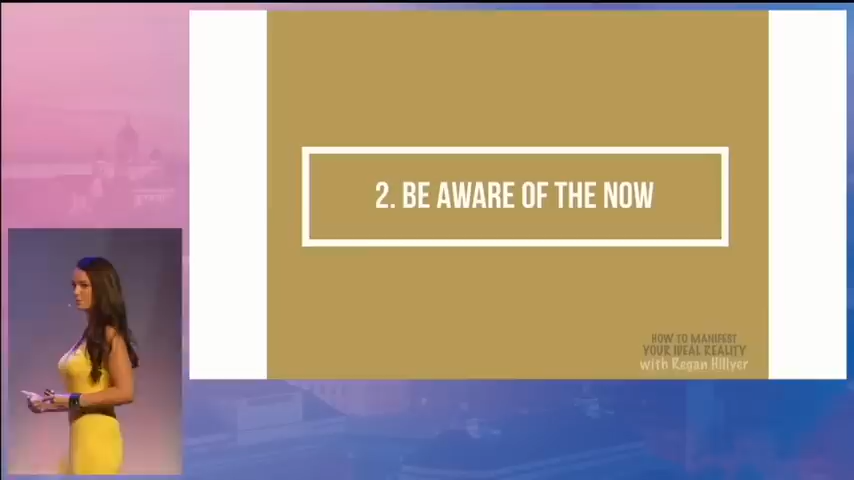 2. BE AWARE OF THE NOW
HOW TO MANIFEST
YOUR IDEAL REALITY
with Regan Hillyer